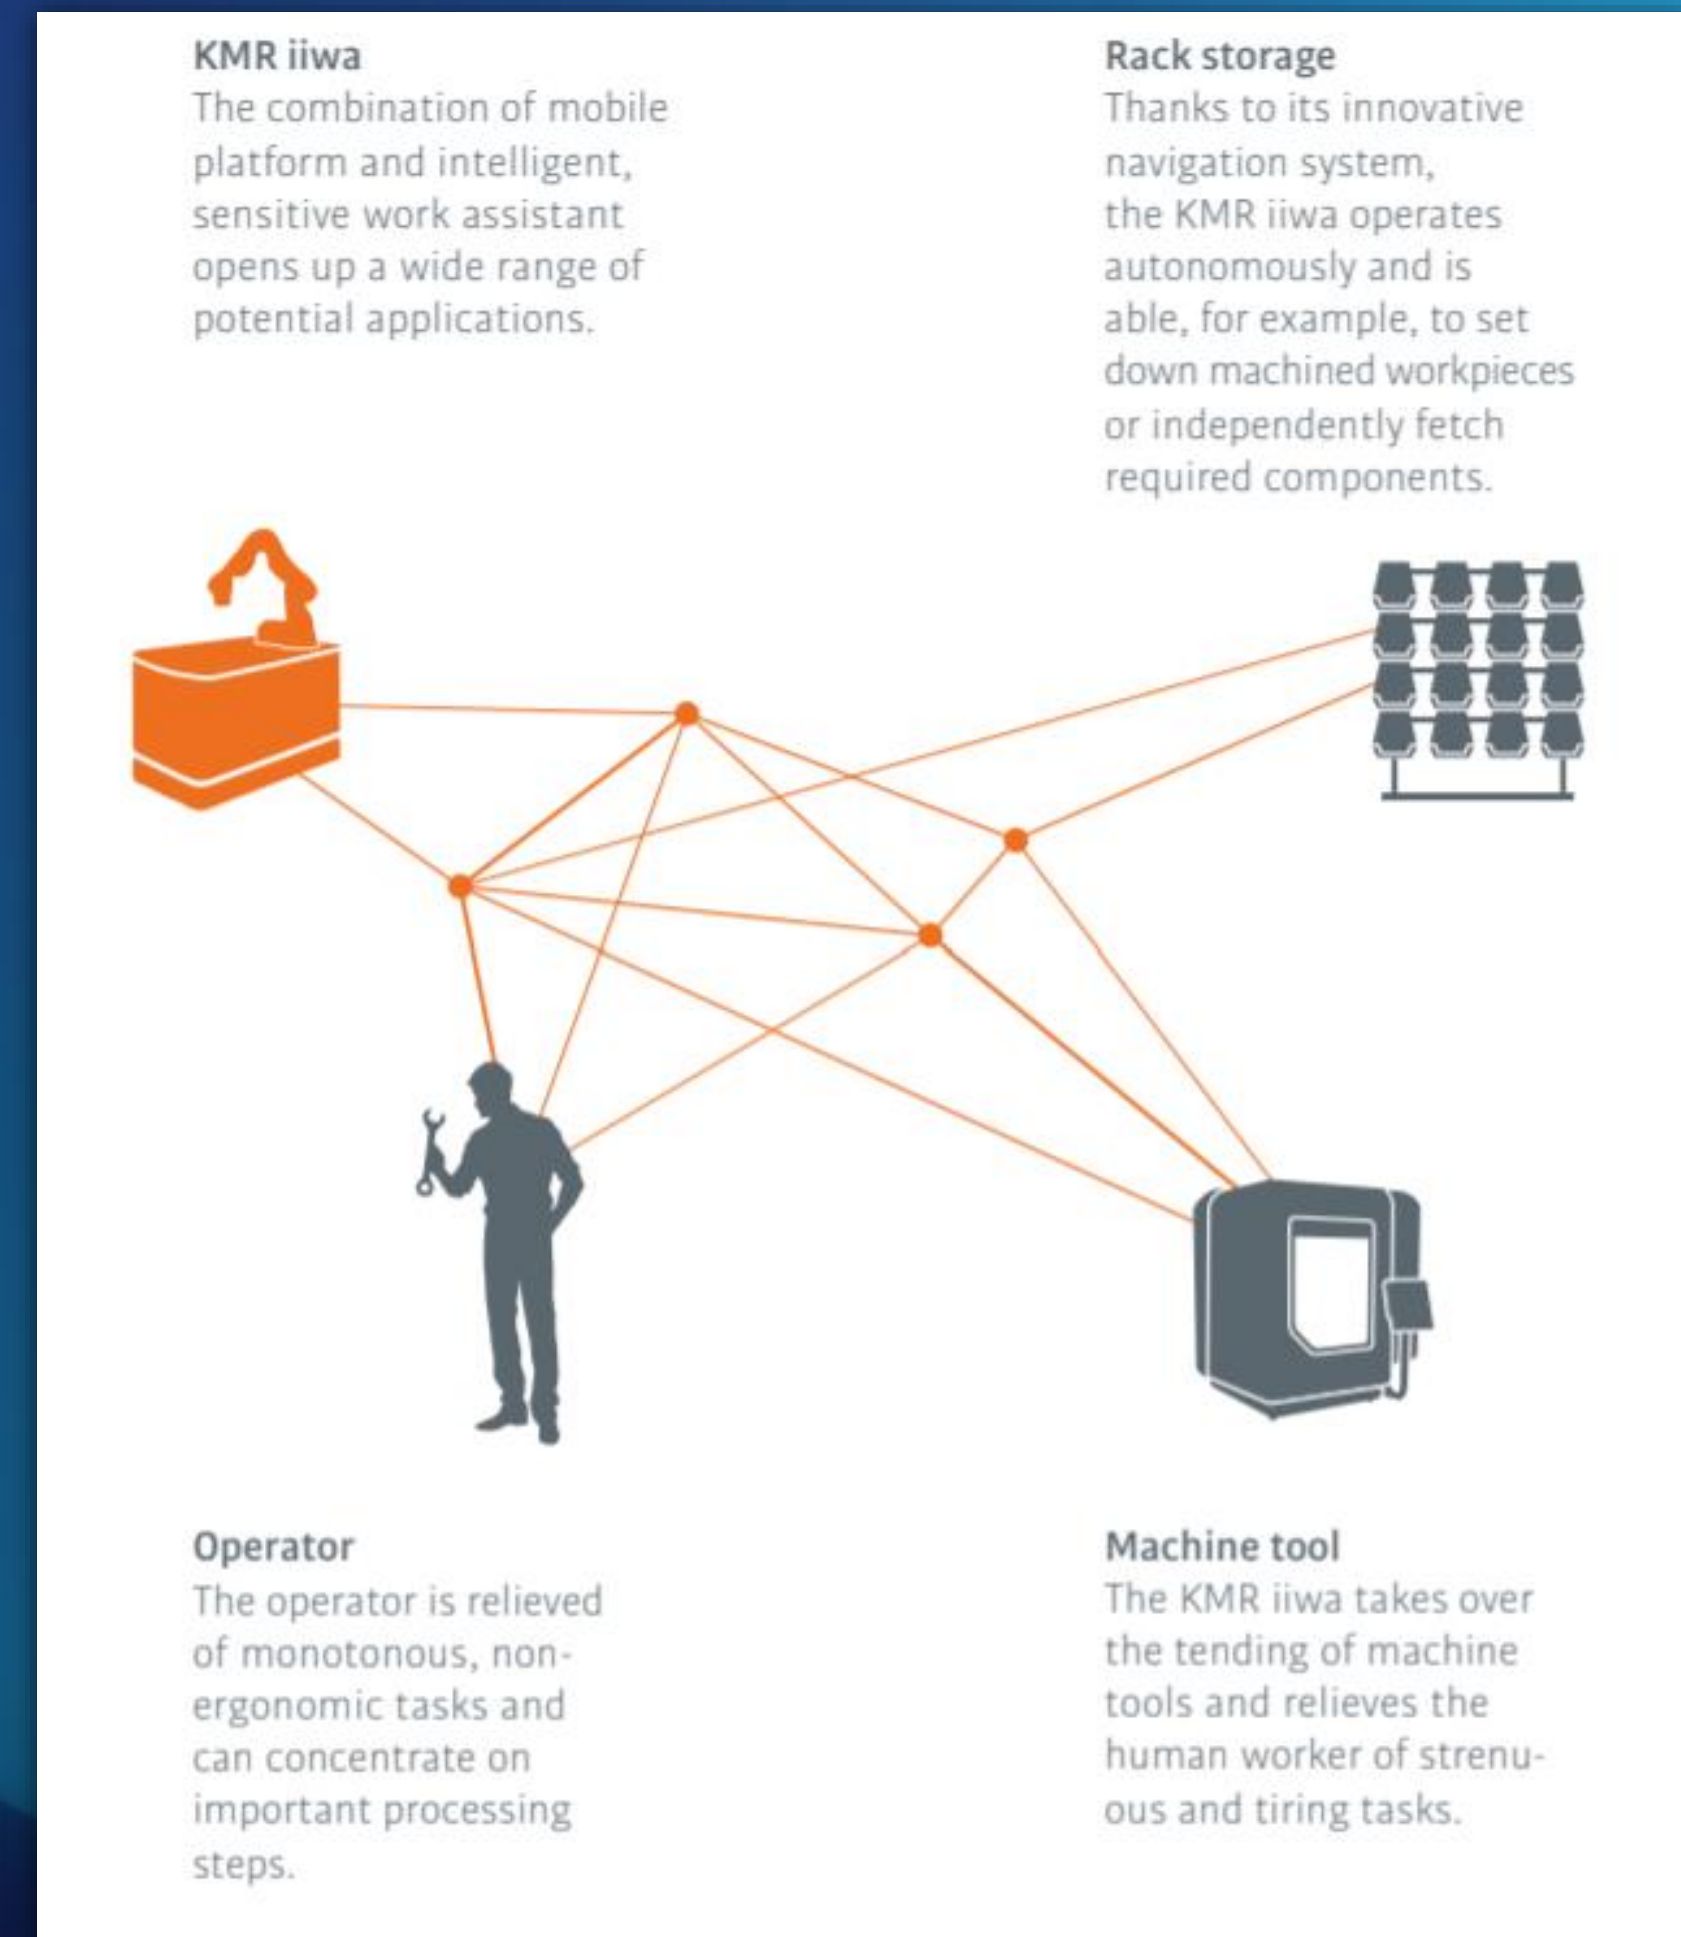 KMR iiwa
The combination of mobile
platform and intelligent,
sensitive work assistant
opens up a wide range of
potential applications.
Rack storage
Thanks to its innovative
navigation system,
the KMR iiwa operates
autonomously and is
able, for example, to set
down machined workpieces
or independently fetch
required components.
Operator
The operator is relieved
of monotonous, non-
ergonomic tasks and
can concentrate on
important processing
steps.
Machine tool
The KMR iiwa takes over
the tending of machine
tools and relieves the
human worker of strenu-
ous and tiring tasks.